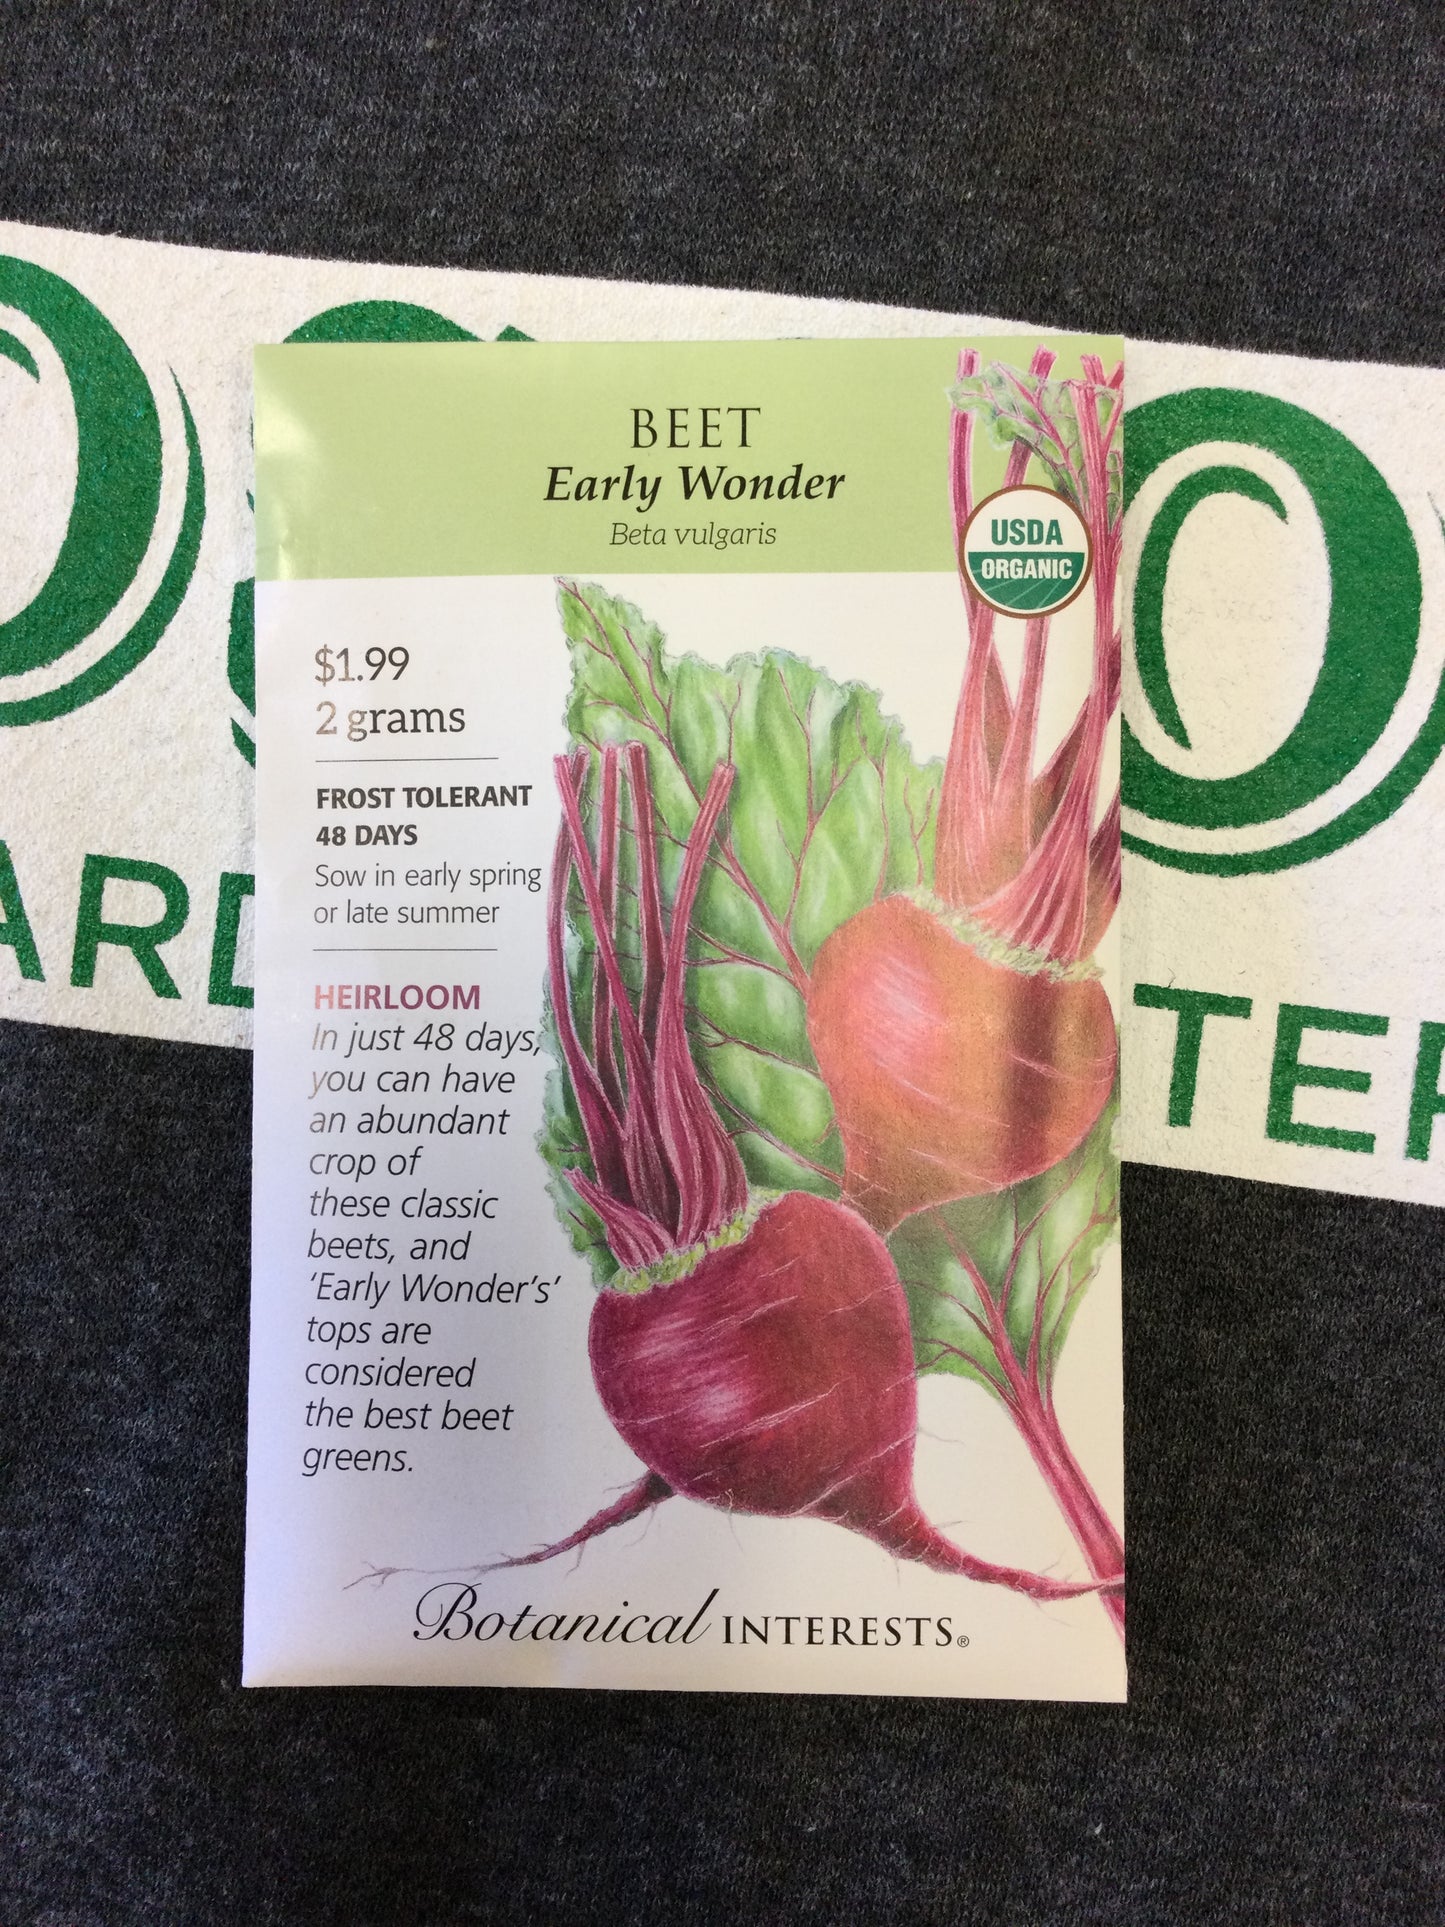 BEET
Early Wonder
Beta vulgaris
USDA
ORGANIC
$1.99
2 grams
FROST TOLERANT
48 DAYS
Sow in early spring
or late summer
HEIRLOOM
In just 48 days,
you can have
an abundant
crop of
these classic
beets, and
‘Early Wonder’s’
tops are
considered
the best beet
greens.
Botanical INTERESTS®